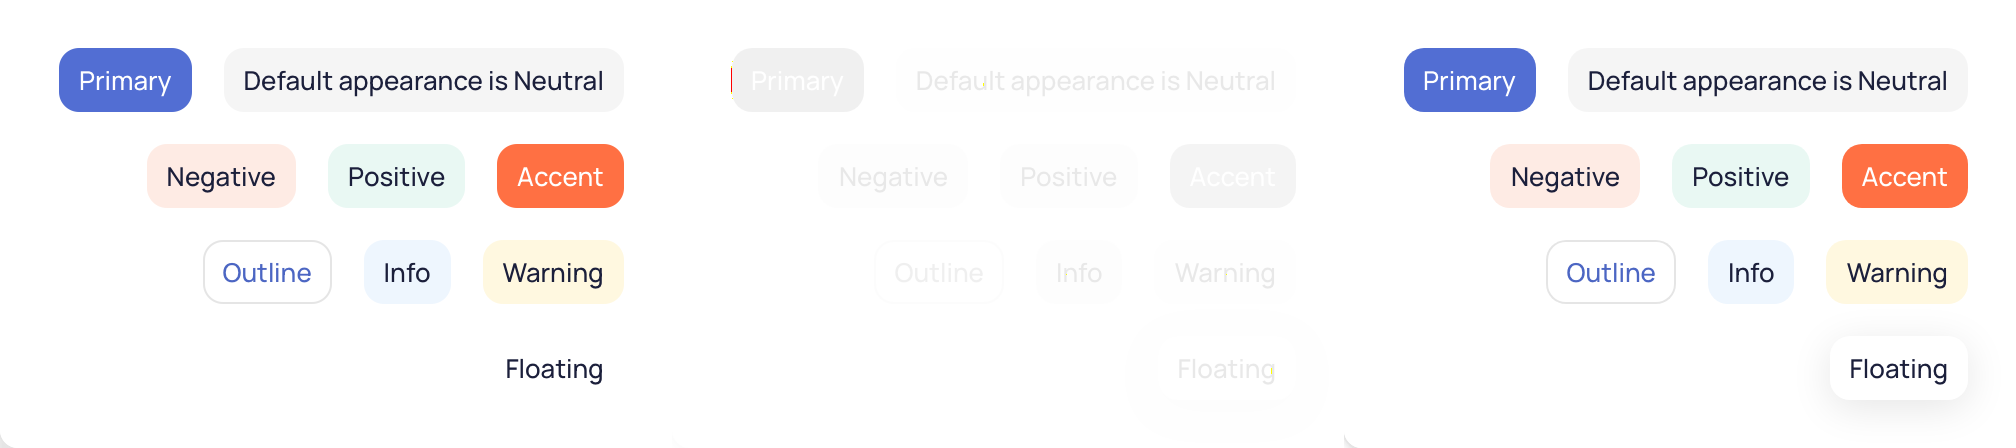 Primary Default appearance is Neutral
Negative Positive Accent
Outline Info Warning
Floating
Primary Default appearance is Neutral
Negative Positive Accent
Outline Info Warning
Floating
Primary Default appearance is Neutral
Negative Positive Accent
Outline Info Warning
Floating